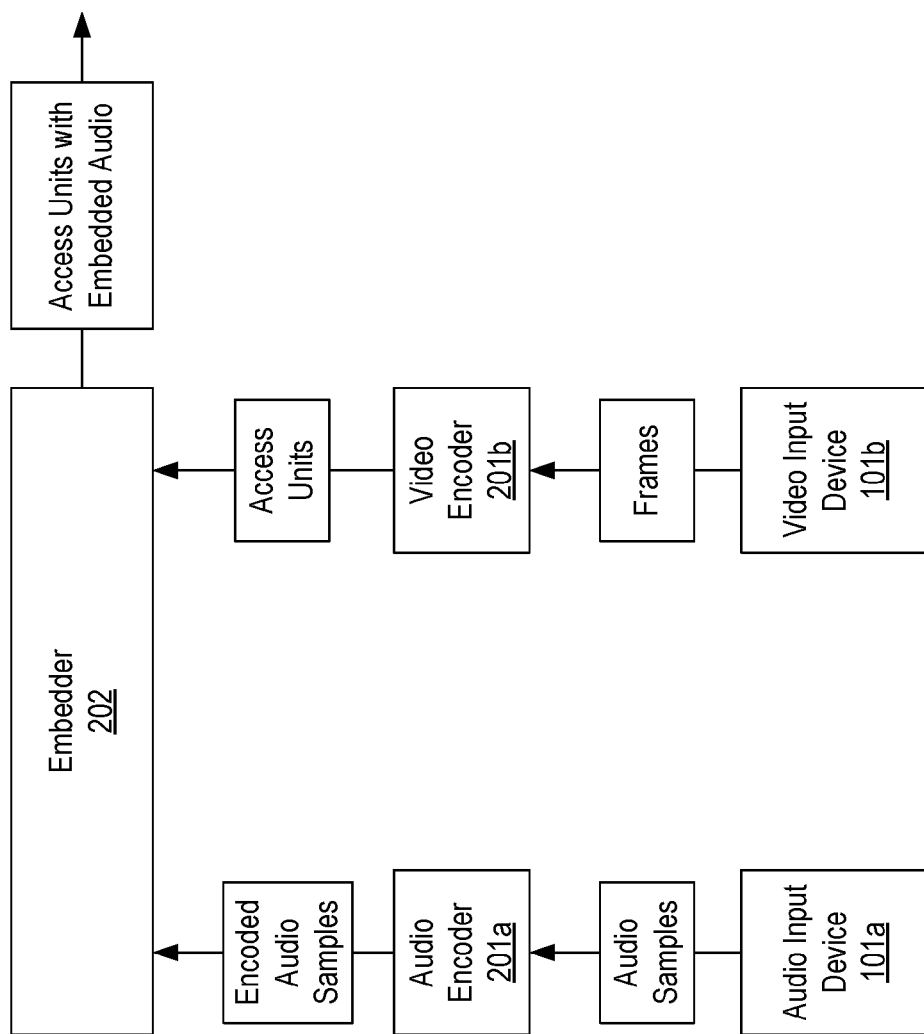 Audio Input
Device
101a
Audio
Samples
Audio
Encoder
201a
Encoded
Audio
Samples
Video Input
Device
101b
Frames
Video
Encoder
201b
Access
Units
Embedder
202
Access Units with
Embedded Audio